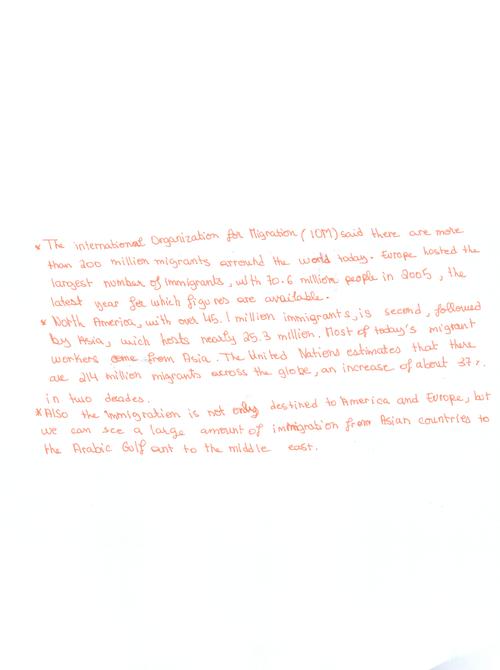 * The international Organization for Migration (IOM) said there are more
than 200 million migrants arround the world today. Europe hosted the
largest number of Immigrants, with 70.6 million people in 2005, the
latest year for which figures are available.
* North America, with over 45.1 million immigrants, is second, followed
by Asia, wich hosts nearly 25.3 million. Most of today's migrant
workers come from Asia. The United Nations estimates that there
are 214 million migrants across the globe, an increase of about 37%.
in two decades.
* Also the Immigration is not only destined to America and Europe, but
we can see a large amount of immigration from Asian countries to
the Arabic Golf ant to the middle east.